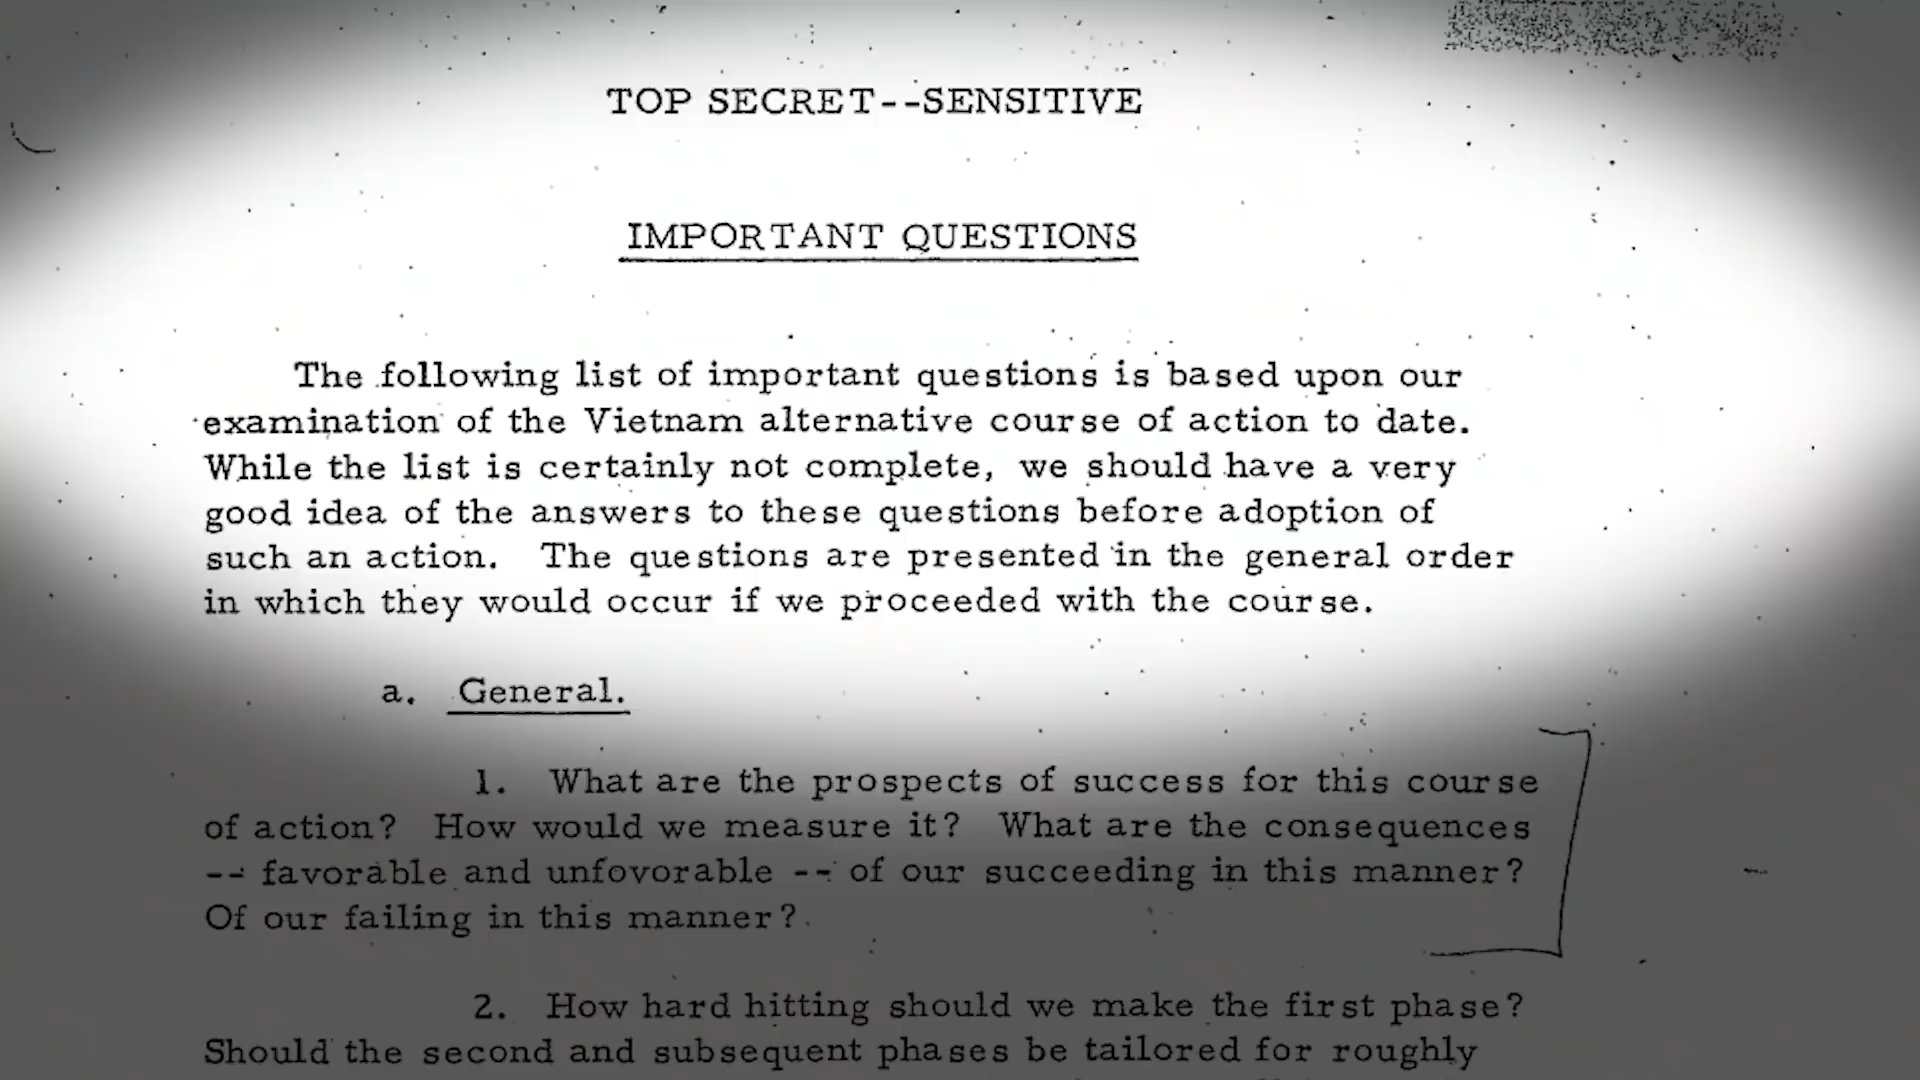 TOP SECRET--SENSITIVE
IMPORTANT QUESTIONS
The following list of important questions is based upon our
examination of the Vietnam alternative course of action to date.
While the list is certainly not complete, we should have a very
good idea of the answers to these questions before adoption of
such an action. The questions are presented in the general order
in which they would occur if we proceeded with the course.
a. General.
1. What are the prospects of success for this course
of action? How would we measure it? What are the consequences
-- favorable and unfovorable -- of our succeeding in this manner?
Of our failing in this manner?
2. How hard hitting should we make the first phase?
Should the second and subsequent phases be tailored for roughly